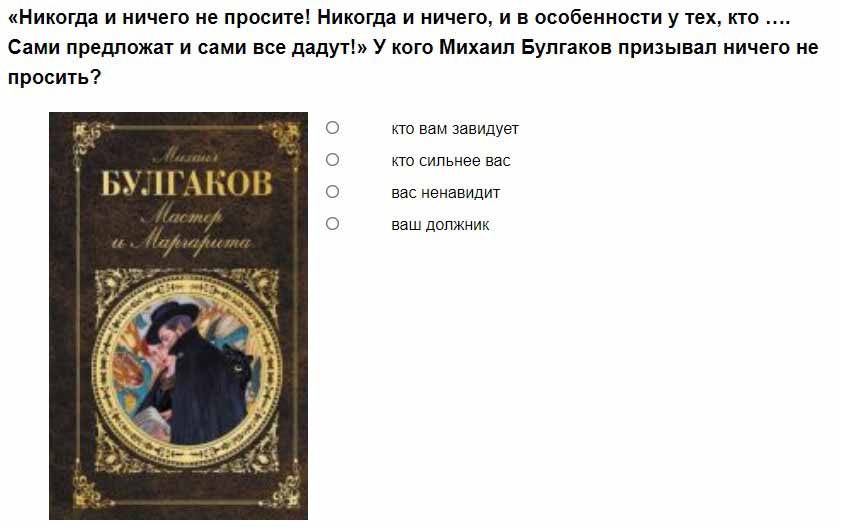 «Никогда и ничего не просите! Никогда и ничего, и в особенности у тех, кто ….
Сами предложат и сами все дадут!» У кого Михаил Булгаков призывал ничего не
просить?
Михаил
БУЛГАКОВ
Мастер
и Маргарита
кто вам завидует
кто сильнее вас
вас ненавидит
ваш должник